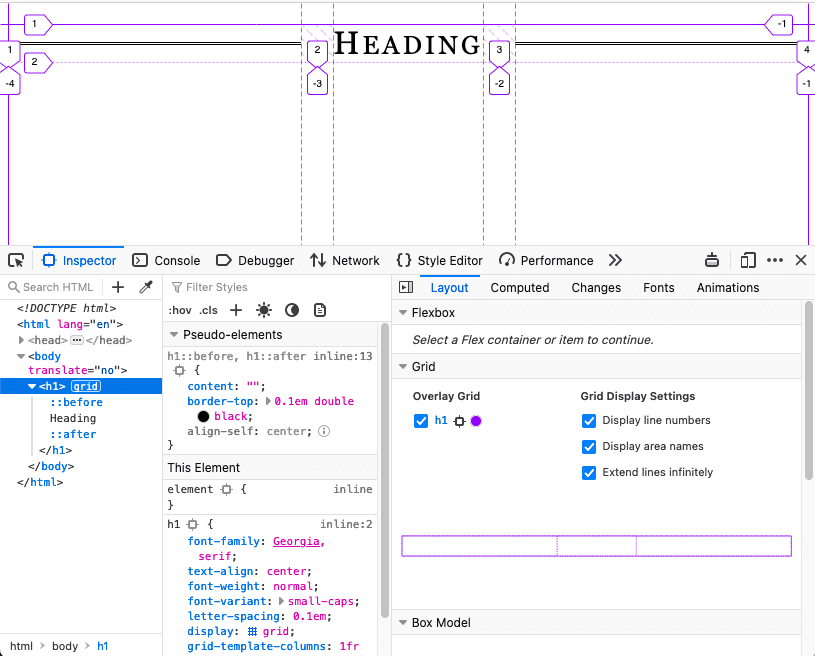 1
-1
1
2
3
4
HEADING
2
-4
-3
-2
-1
Inspector
Console
Debugger
Network
Style Editor
Performance
Search HTML
Filter Styles
Layout
Computed
Changes
Fonts
Animations
<!DOCTYPE html>
<html lang="en">
<head> ••• </head>
<body
translate="no">
<h1> grid
::before
Heading
::after
</h1>
</body>
</html>
html > body > h1
:hov .cls
Pseudo-elements
h1::before, h1::after inline:13
{
content: "";
border-top: 0.1em double
black;
align-self: center;
}
This Element
element { inline
}
h1 { inline:2
font-family: Georgia,
serif;
text-align: center;
font-weight: normal;
font-variant: small-caps;
letter-spacing: 0.1em;
display: grid;
grid-template-columns: 1fr
Flexbox
Select a Flex container or item to continue.
Grid
Overlay Grid
h1
Grid Display Settings
Display line numbers
Display area names
Extend lines infinitely
Box Model